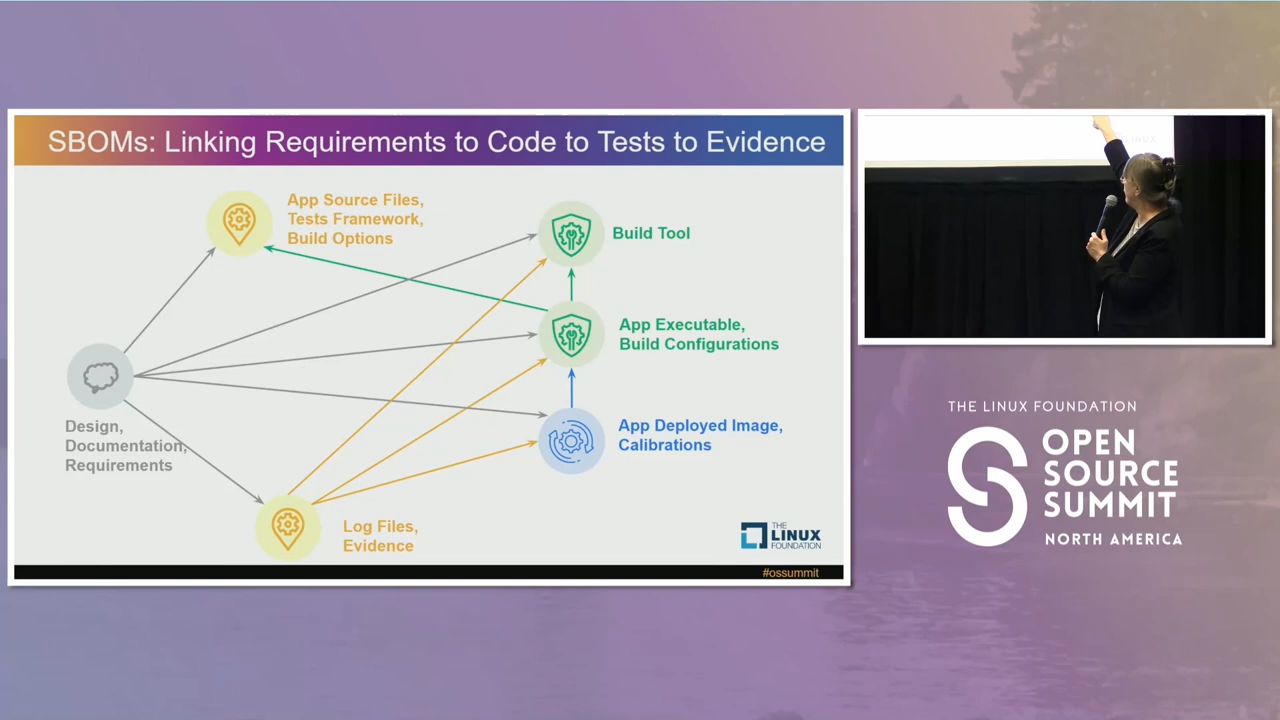 SBOMs: Linking Requirements to Code to Tests to Evidence
App Source Files,
Tests Framework,
Build Options
Build Tool
App Executable,
Build Configurations
App Deployed Image,
Calibrations
Design,
Documentation,
Requirements
Log Files,
Evidence
THE
LINUX
FOUNDATION
#ossummit
LINUX
THE LINUX FOUNDATION
OPEN
SOURCE
SUMMIT
NORTH AMERICA